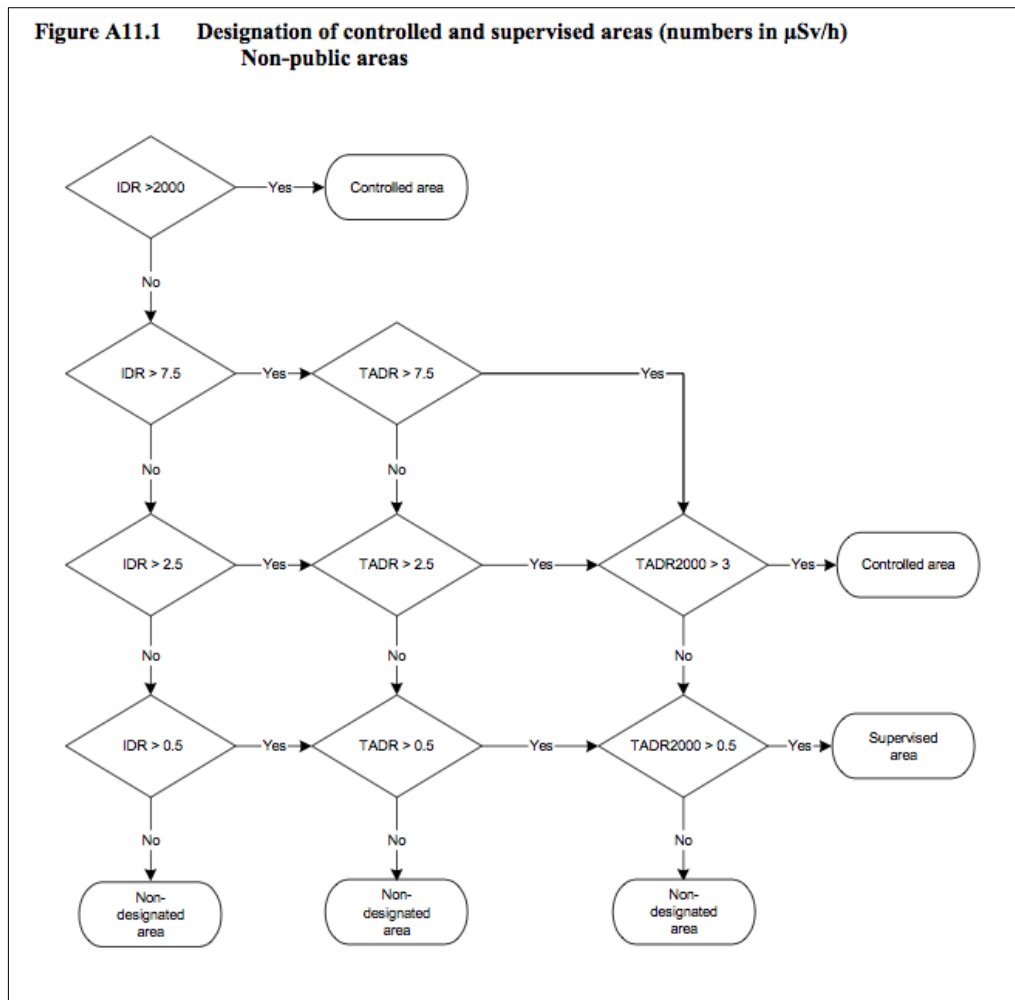 Figure A11.1 Designation of controlled and supervised areas (numbers in µSv/h)
Non-public areas
IDR >2000
Yes
Controlled area
No
IDR > 7.5
Yes
TADR > 7.5
Yes
No
No
IDR > 2.5
Yes
TADR > 2.5
Yes
TADR2000 > 3
Yes
Controlled area
No
No
No
IDR > 0.5
Yes
TADR > 0.5
Yes
TADR2000 > 0.5
Yes
Supervised
area
No
No
No
Non-
designated
area
Non-
designated
area
Non-
designated
area